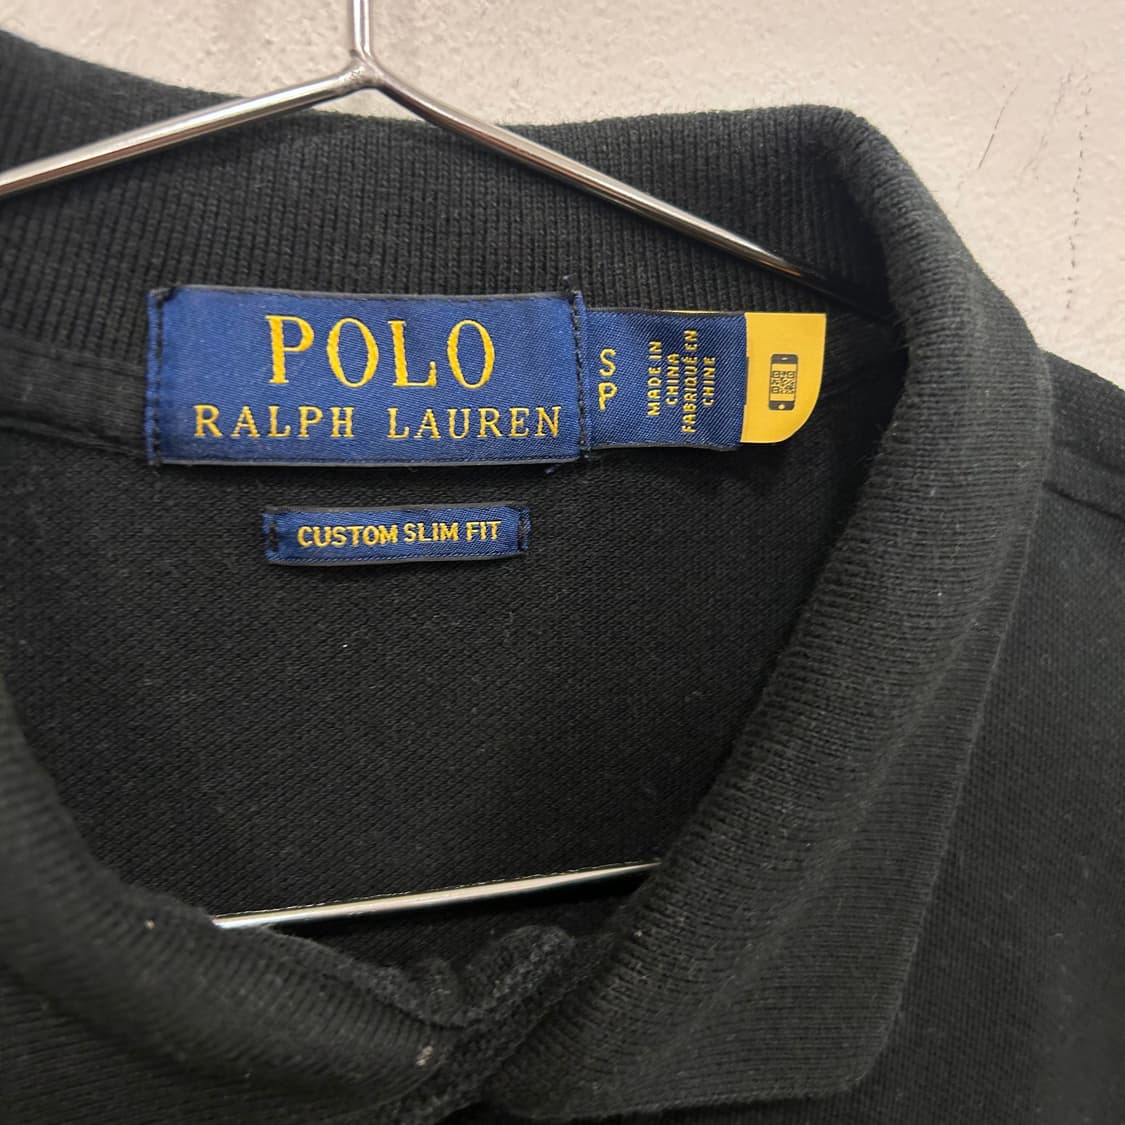 POLO
RALPH LAUREN
S
P
MADE IN
CHINA
FABRIQUÉ EN
CHINE
CUSTOM SLIM FIT